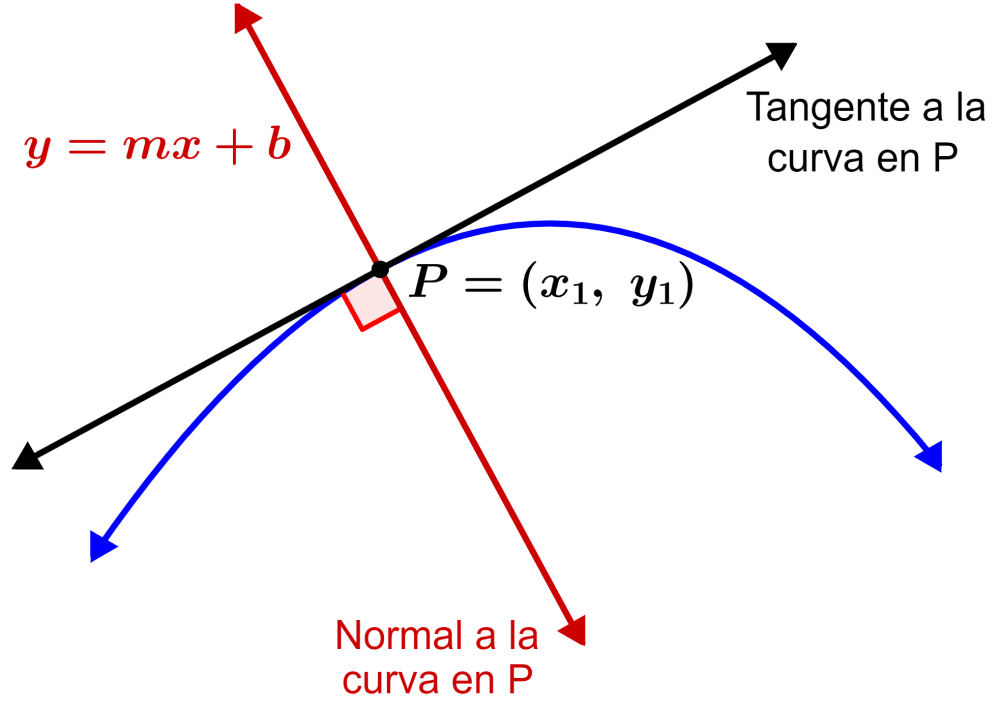 y = mx + b
Tangente a la
curva en P
P = (x₁, y₁)
Normal a la
curva en P